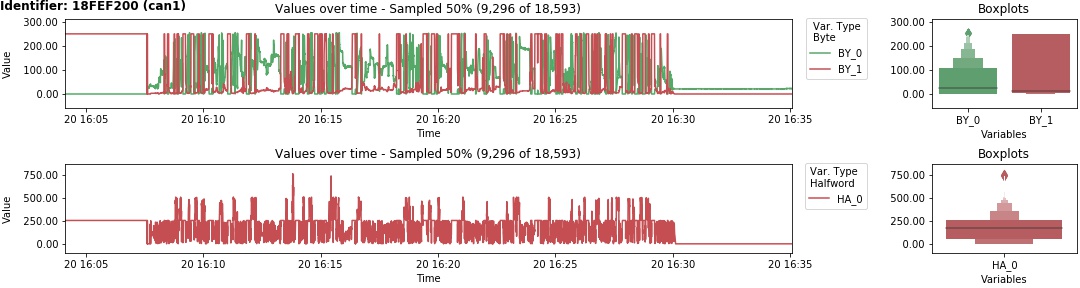 Identifier: 18FEF200 (can1)
Values over time - Sampled 50% (9,296 of 18,593)
Boxplots
300.00
200.00
100.00
0.00
Value
20 16:05
20 16:10
20 16:15
20 16:20
20 16:25
20 16:30
20 16:35
Time
Var. Type
Byte
BY_0
BY_1
300.00
200.00
100.00
0.00
BY_0
BY_1
Variables
Values over time - Sampled 50% (9,296 of 18,593)
Boxplots
750.00
500.00
250.00
0.00
Value
20 16:05
20 16:10
20 16:15
20 16:20
20 16:25
20 16:30
20 16:35
Time
Var. Type
Halfword
HA_0
750.00
500.00
250.00
0.00
HA_0
Variables